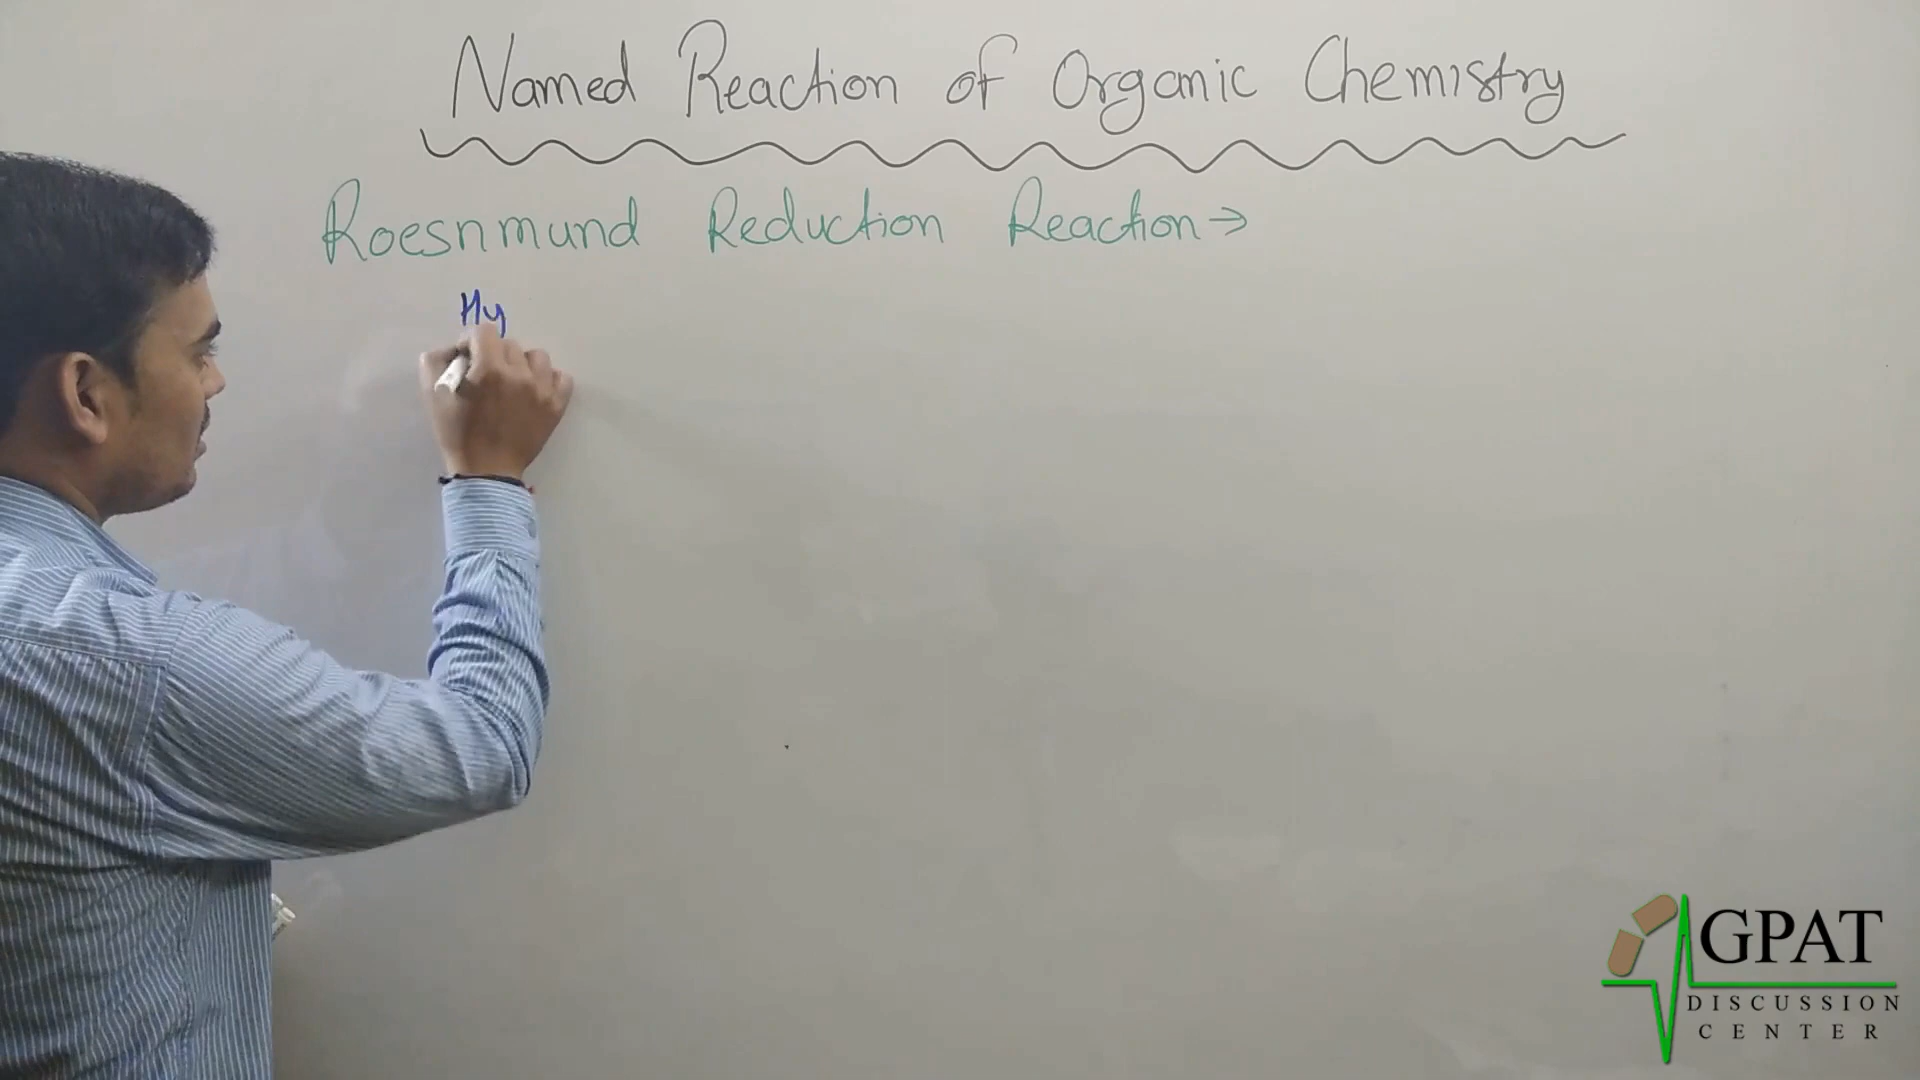 Named Reaction of Organic Chemistry
Roesnmund Reduction Reaction→
Hy
GPAT
DISCUSSION
CENTER